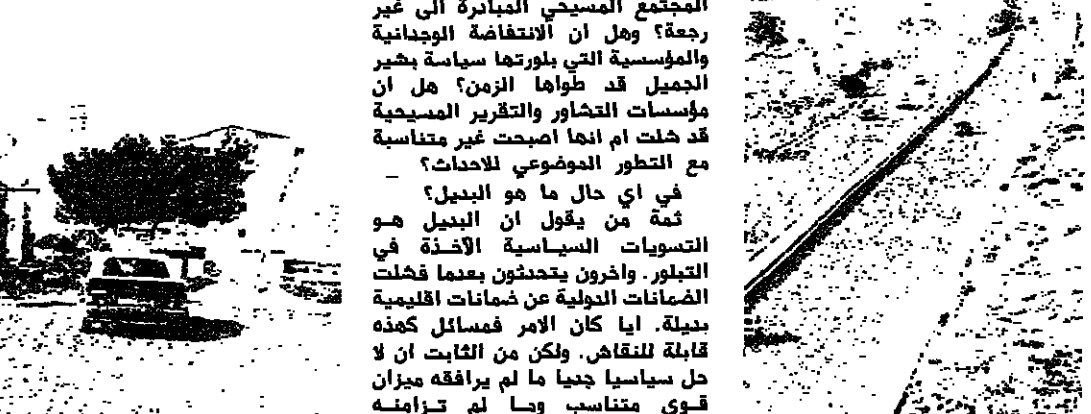 المجتمع المسيحي المبادرة الى غير
رجعة؟ وهل ان الانتفاضة الوجدانية
والمؤسسية التي بلورتها سياسة بشير
الجميل قد طواها الزمن؟ هل ان
مؤسسات التشاور والتقرير المسيحية
قد شلت ام انها اصبحت غير متناسبة
مع التطور الموضوعي للاحداث؟
في اي حال ما هو البديل؟
ثمة من يقول ان البديل هو
التسويات السياسية الآخذة في
التبلور. واخرون يتحدثون بعدما فشلت
الضمانات الدولية عن ضمانات اقليمية
بديلة. ايا كان الامر فمسائل كهذه
قابلة للنقاش. ولكن من الثابت ان لا
حل سياسيا جديا ما لم يرافقه ميزان
قوى متناسب وما لم تزامنه